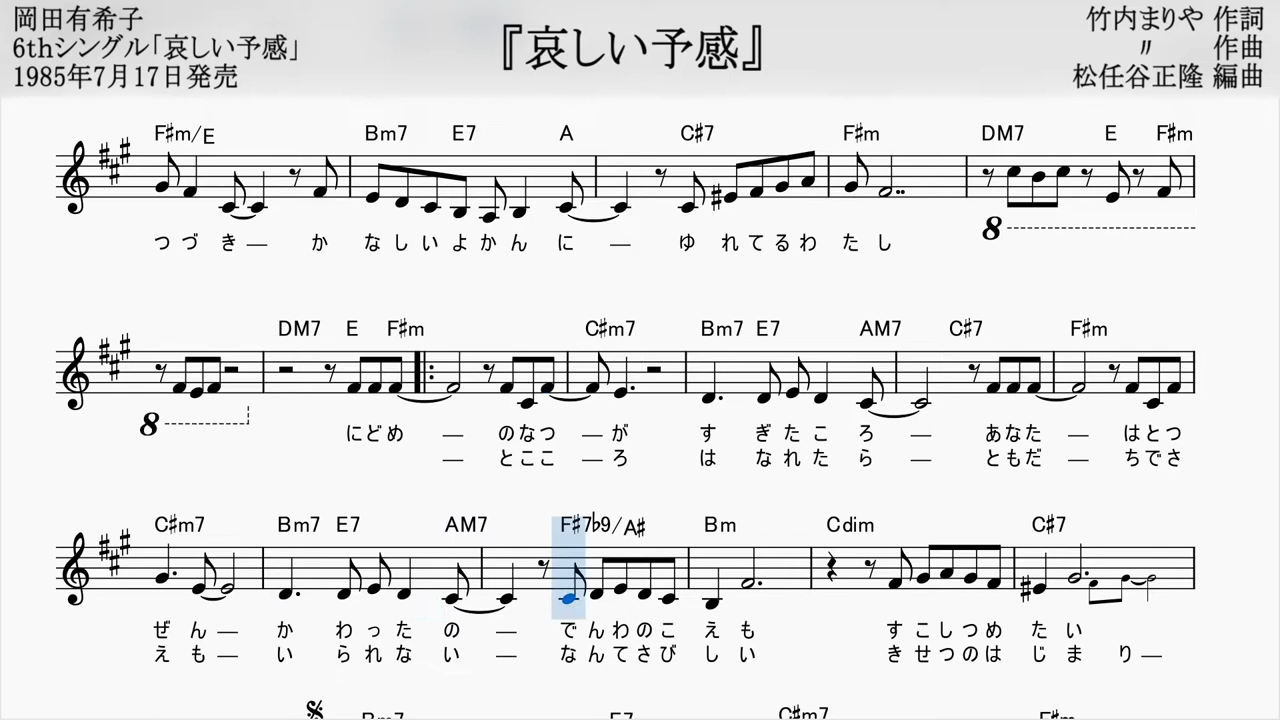 岡田有希子
6thシングル「哀しい予感」
1985年7月17日発売
『哀しい予感』
竹内まりや 作詞
〃 作曲
松任谷正隆 編曲
F♯m/E Bm7 E7 A C♯7 F♯m DM7 E F♯m
つ づ き ― か な し い よ か ん に ― ゆ れ て る わ た し
8
DM7 E F♯m C♯m7 Bm7 E7 AM7 C♯7 F♯m
8
に ど め ― の な つ ― が す ぎ た こ ろ ― あ な た ― は と つ
― と こ こ ― ろ は な れ た ら ― と も だ ― ち で さ
C♯m7 Bm7 E7 AM7 F♯7♭9/A♯ Bm Cdim C♯7
ぜ ん ― か わ っ た の ― で ん わ の こ え も す こ し つ め た い
え も ― い ら れ な い ― な ん て さ び し い き せ つ の は じ ま り ―
Bm7 E7 C♯m7 F♯m